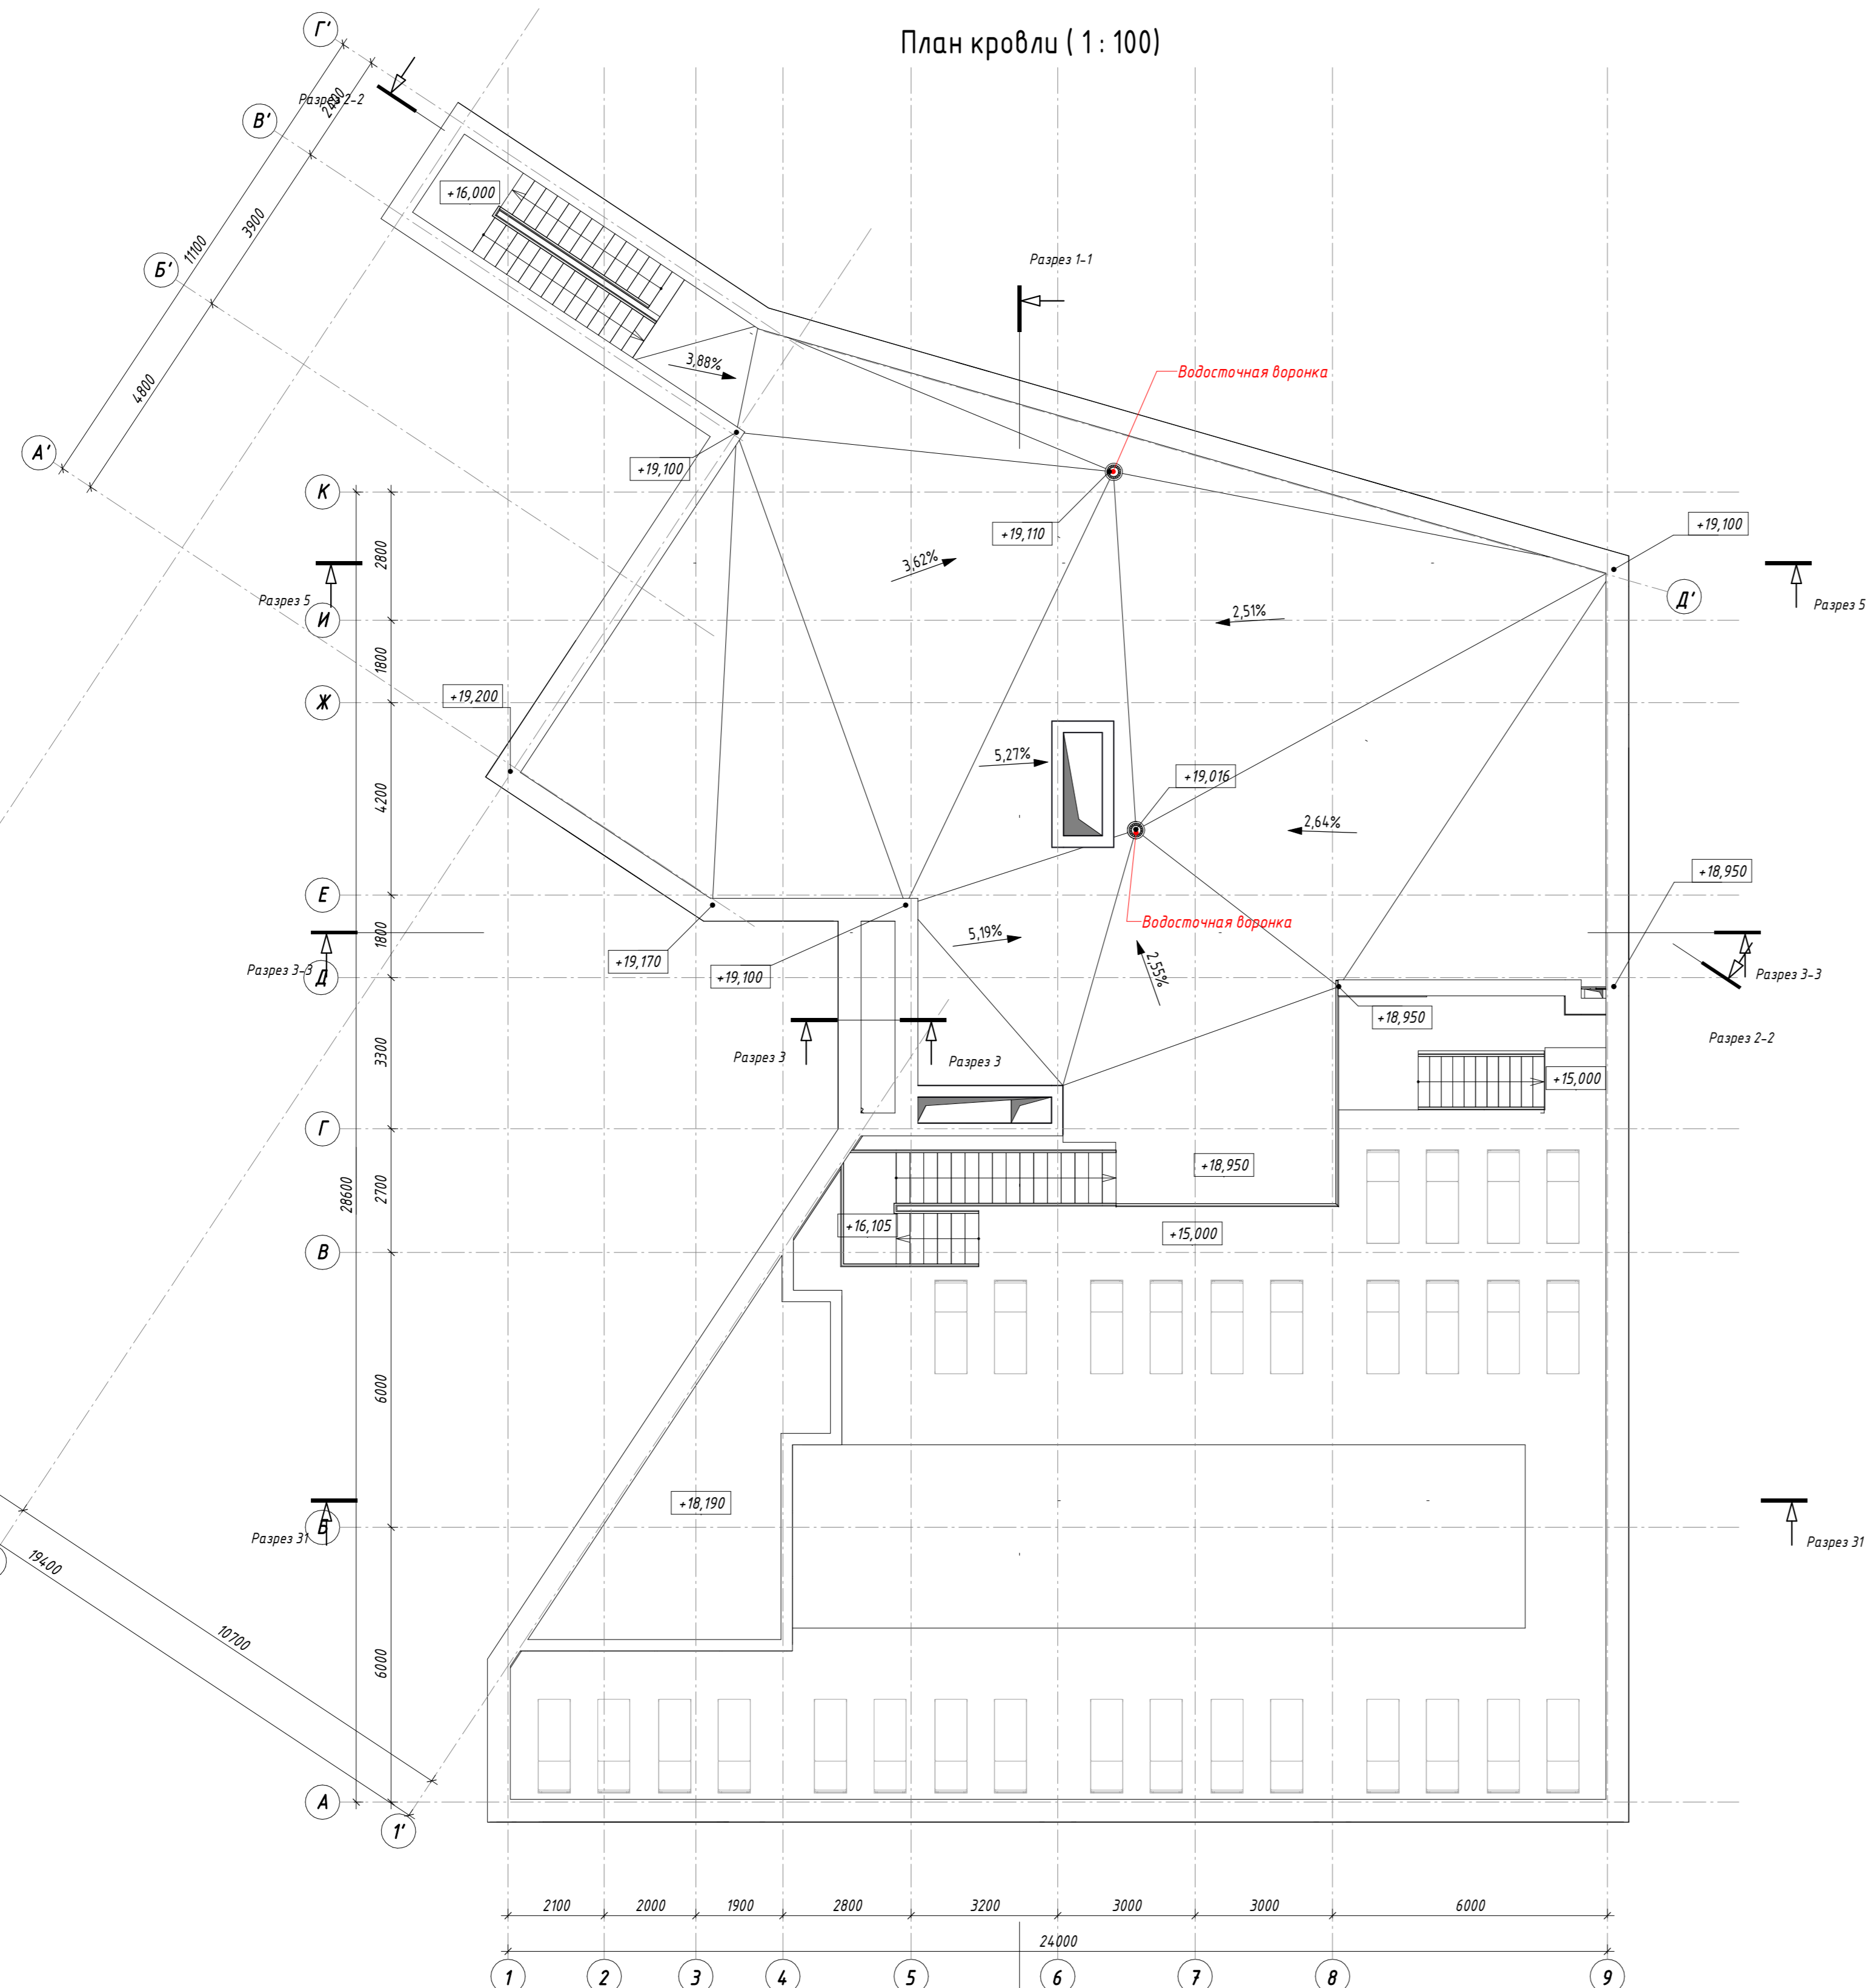 План кровли ( 1 : 100)
Г'
Разрез 2-2
2400
В'
+16,000
3900
11100
Б'
Разрез 1-1
3,88%
Водосточная воронка
4800
А'
+19,100
К
+19,110
+19,100
2800
3,62%
Разрез 5
Д'
Разрез 5
И
2,51%
1800
+19,200
Ж
5,27%
+19,016
4200
2,64%
+18,950
Е
Водосточная воронка
1800
5,19%
+19,170
+19,100
2,55%
Разрез 3-3
Д
Разрез 3-3
+18,950
Разрез 2-2
3300
Разрез 3
Разрез 3
+15,000
Г
+18,950
28600
2700
+16,105
+15,000
В
6000
+18,190
Разрез 31
Б
Разрез 31
19400
10700
6000
А
1'
2100
2000
1900
2800
3200
3000
3000
6000
24000
1
2
3
4
5
6
7
8
9